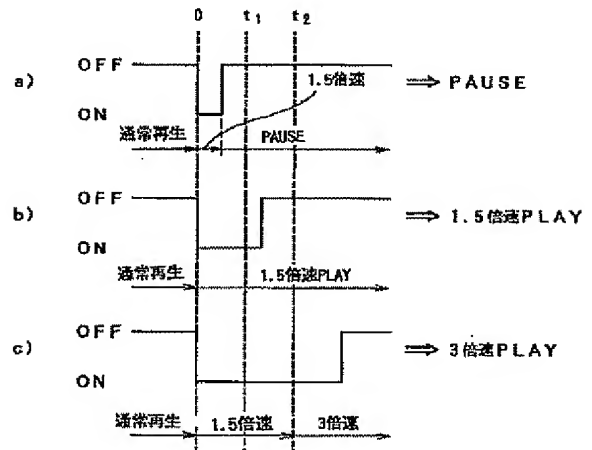 0 t₁ t₂
OFF
a) ⇒ PAUSE
1.5倍速
ON
通常再生 PAUSE
OFF
b) ⇒ 1.5倍速PLAY
ON
通常再生 1.5倍速PLAY
OFF
c) ⇒ 3倍速PLAY
ON
通常再生 1.5倍速 3倍速